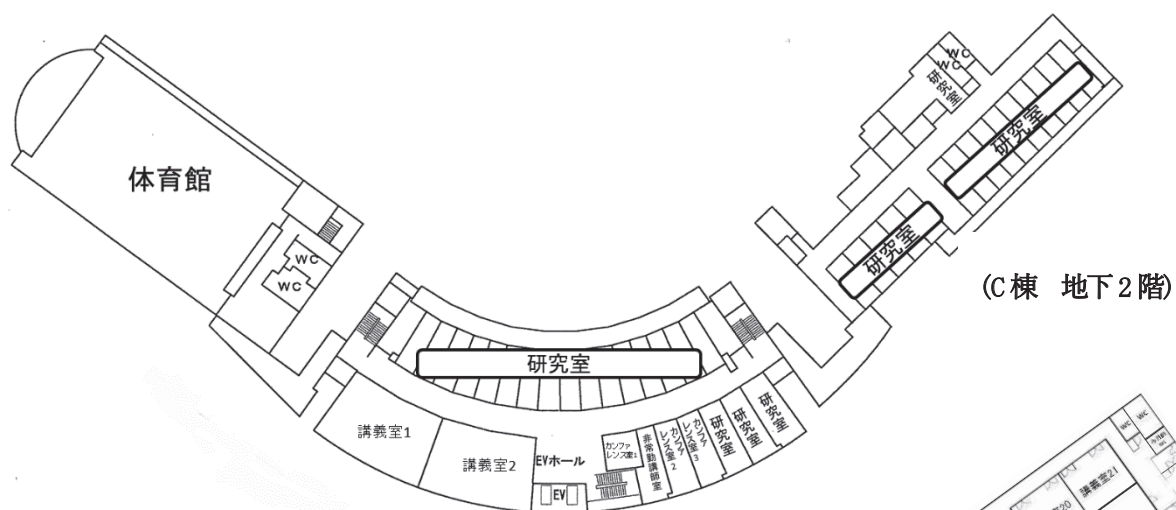 体育館
WC
WC
WC
WC
研究室
研究室
研究室
(C棟 地下2階)
研究室
講義室1
講義室2
EVホール
EV
カンファ
レンス室1
非常勤講師室
カンファ
レンス室2
カンファ
レンス室3
研究室
研究室
研究室
WC
WC
講義室21